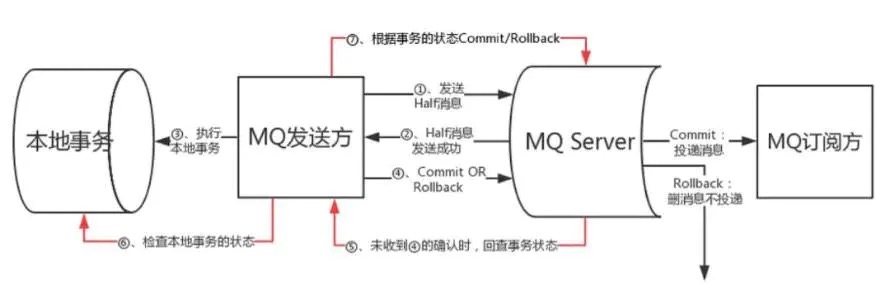 ⑦、根据事务的状态Commit/Rollback
①、发送
Half消息
本地事务
③、执行
本地事务
MQ发送方
②、Half消息
发送成功
MQ Server
Commit：
投递消息
MQ订阅方
④、Commit OR
Rollback
Rollback：
删消息不投递
⑥、检查本地事务的状态
⑤、未收到④的确认时，回查事务状态